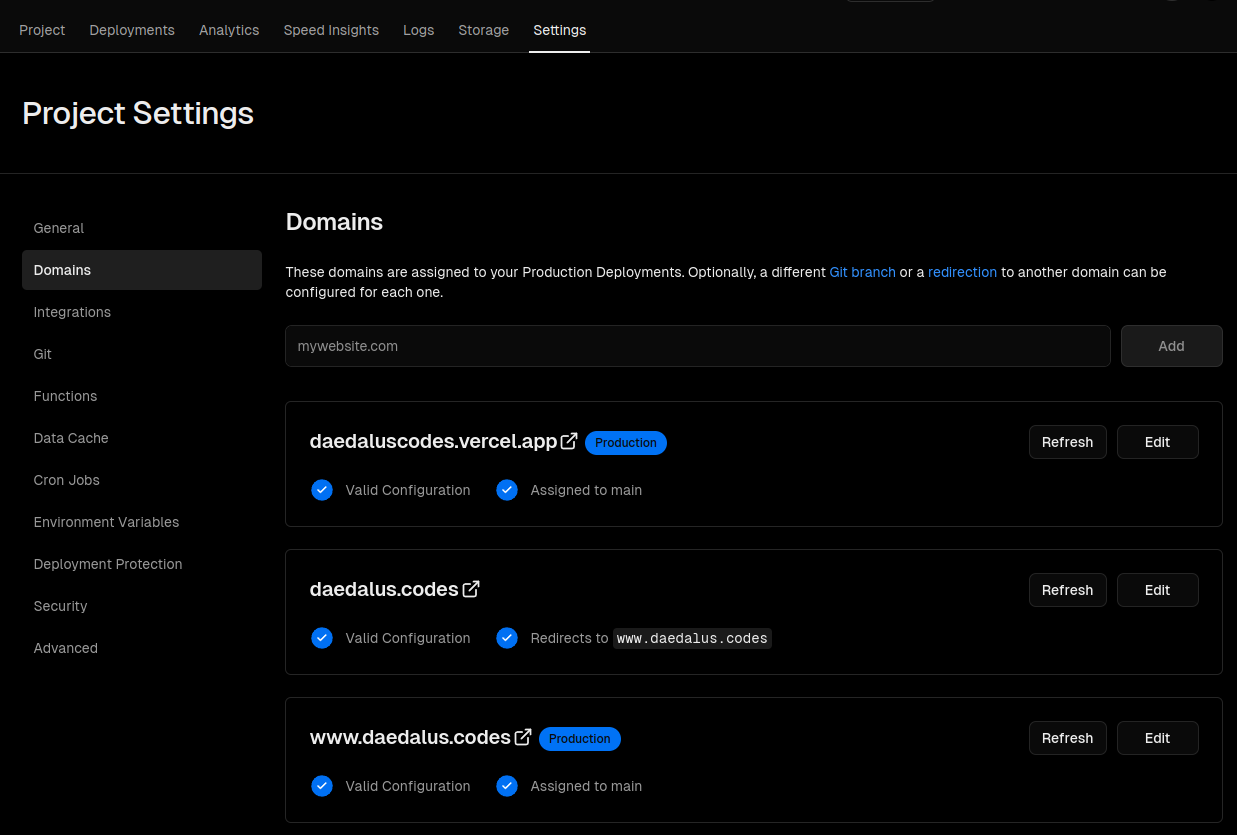 Project Deployments Analytics Speed Insights Logs Storage Settings
Project Settings
General
Domains
Integrations
Git
Functions
Data Cache
Cron Jobs
Environment Variables
Deployment Protection
Security
Advanced
Domains
These domains are assigned to your Production Deployments. Optionally, a different Git branch or a redirection to another domain can be
configured for each one.
mywebsite.com Add
daedaluscodes.vercel.app Production Refresh Edit
Valid Configuration Assigned to main
daedalus.codes Refresh Edit
Valid Configuration Redirects to www.daedalus.codes
www.daedalus.codes Production Refresh Edit
Valid Configuration Assigned to main